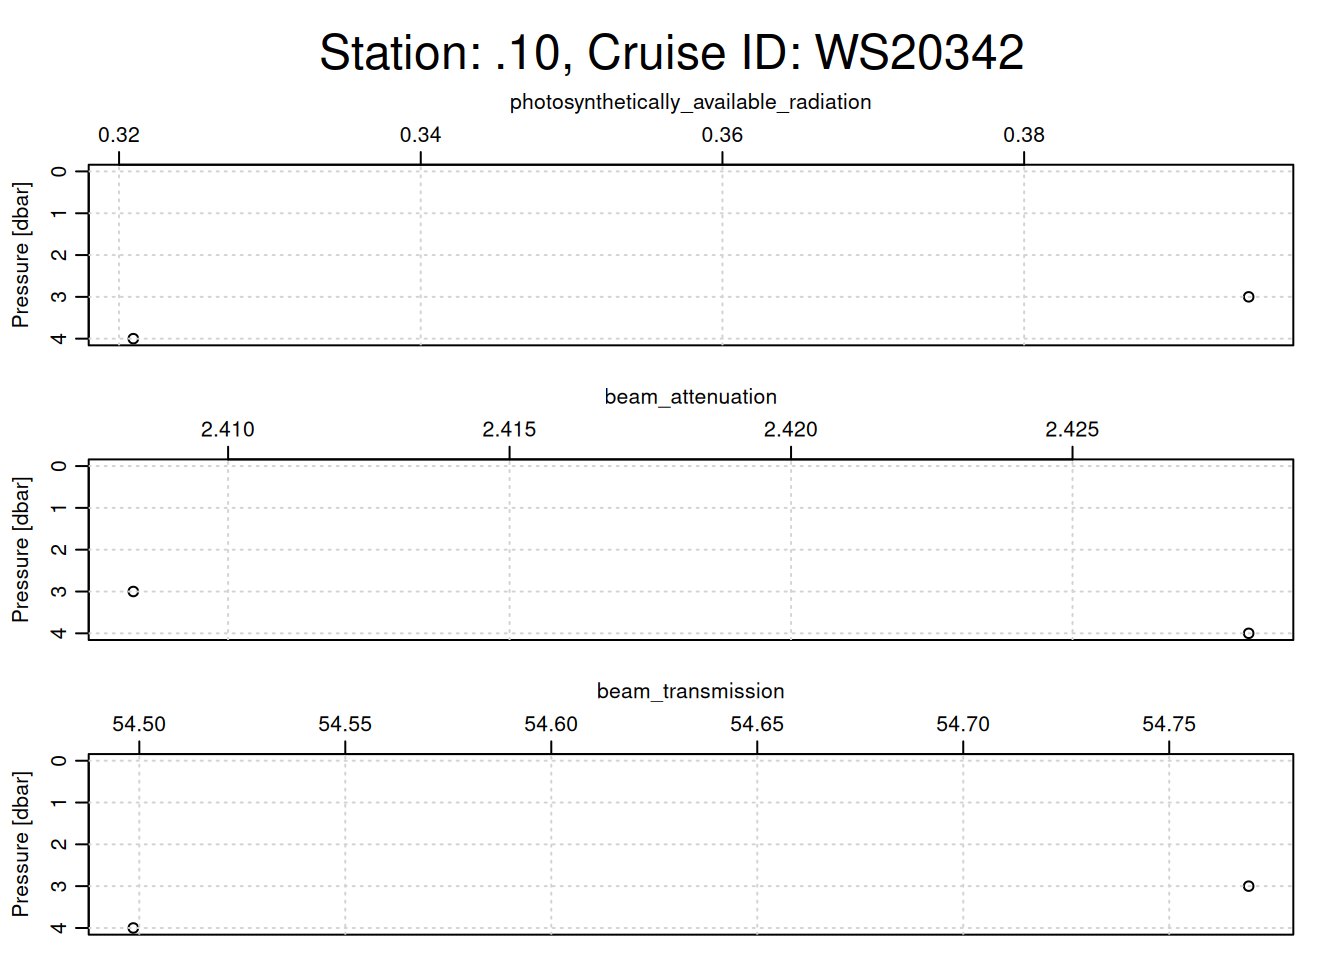 Station: .10, Cruise ID: WS20342
photosynthetically_available_radiation
0.32 0.34 0.36 0.38
Pressure [dbar]
0
1
2
3
4
beam_attenuation
2.410 2.415 2.420 2.425
Pressure [dbar]
0
1
2
3
4
beam_transmission
54.50 54.55 54.60 54.65 54.70 54.75
Pressure [dbar]
0
1
2
3
4